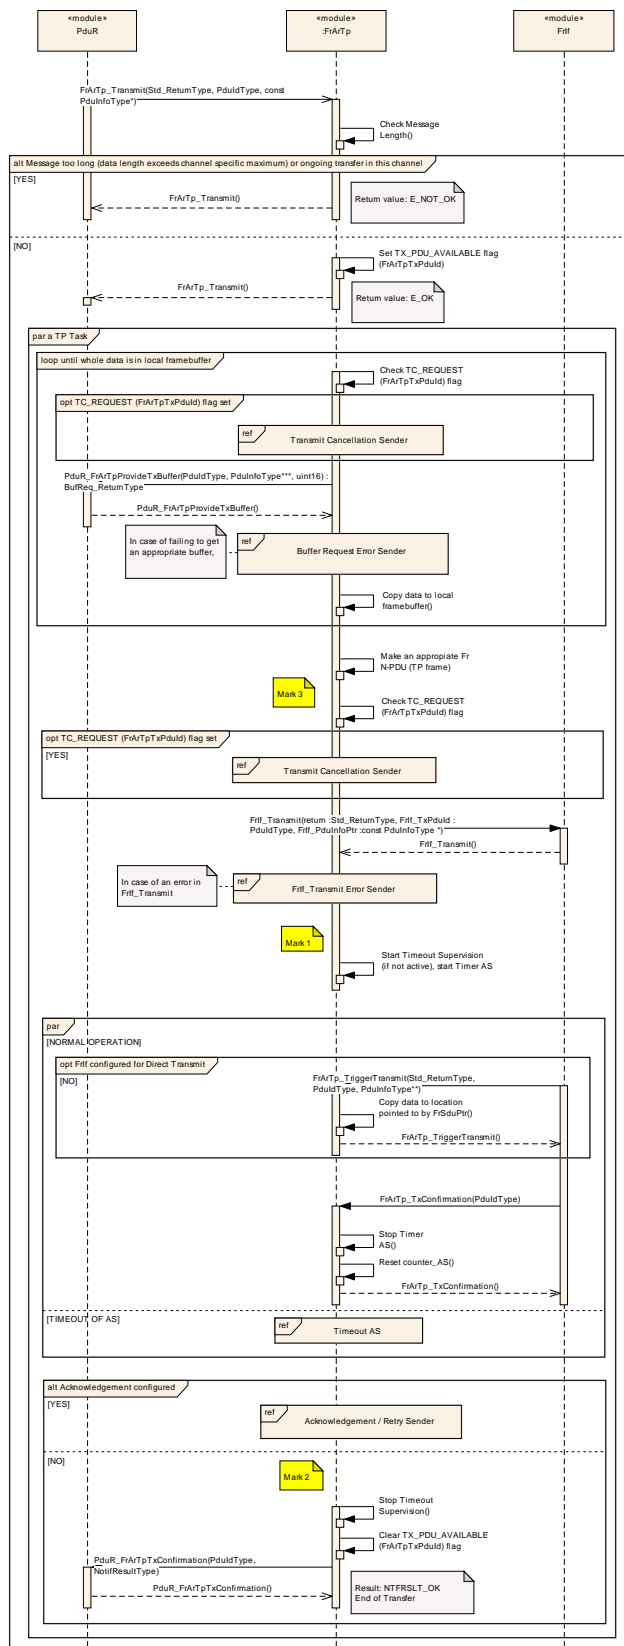 «module»
PduR
«module»
:FrArTp
«module»
FrIf
FrArTp_Transmit(Std_ReturnType, PduIdType, const
PduInfoType*)
Check Message
Length()
alt Message too long (data length exceeds channel specific maximum) or ongoing transfer in this channel
[YES]
FrArTp_Transmit()
Return value: E_NOT_OK
[NO]
Set TX_PDU_AVAILABLE flag
(FrArTpTxPduId)
FrArTp_Transmit()
Return value: E_OK
par a TP Task
loop until whole data is in local framebuffer
Check TC_REQUEST
(FrArTpTxPduId) flag
opt TC_REQUEST (FrArTpTxPduId) flag set
ref
Transmit Cancellation Sender
PduR_FrArTpProvideTxBuffer(PduIdType, PduInfoType***, uint16) :
BufReq_ReturnType
PduR_FrArTpProvideTxBuffer()
In case of failing to get
an appropriate buffer,
ref
Buffer Request Error Sender
Copy data to local
framebuffer()
Make an appropiate Fr
N-PDU (TP frame)
Mark 3
Check TC_REQUEST
(FrArTpTxPduId) flag
opt TC_REQUEST (FrArTpTxPduId) flag set
[YES]
ref
Transmit Cancellation Sender
FrIf_Transmit(return :Std_ReturnType, FrIf_TxPduId :
PduIdType, FrIf_PduInfoPtr :const PduInfoType *)
FrIf_Transmit()
In case of an error in
FrIf_Transmit
ref
FrIf_Transmit Error Sender
Mark 1
Start Timeout Supervision
(if not active), start Timer AS
par
[NORMAL OPERATION]
opt FrIf configured for Direct Transmit
[NO]
FrArTp_TriggerTransmit(Std_ReturnType,
PduIdType, PduInfoType**)
Copy data to location
pointed to by FrSduPtr()
FrArTp_TriggerTransmit()
FrArTp_TxConfirmation(PduIdType)
Stop Timer
AS()
Reset counter_AS()
FrArTp_TxConfirmation()
[TIMEOUT OF AS]
ref
Timeout AS
alt Acknowledgement configured
[YES]
ref
Acknowledgement / Retry Sender
[NO]
Mark 2
Stop Timeout
Supervision()
Clear TX_PDU_AVAILABLE
(FrArTpTxPduId) flag
PduR_FrArTpTxConfirmation(PduIdType,
NotifResultType)
PduR_FrArTpTxConfirmation()
Result: NTFRSLT_OK
End of Transfer